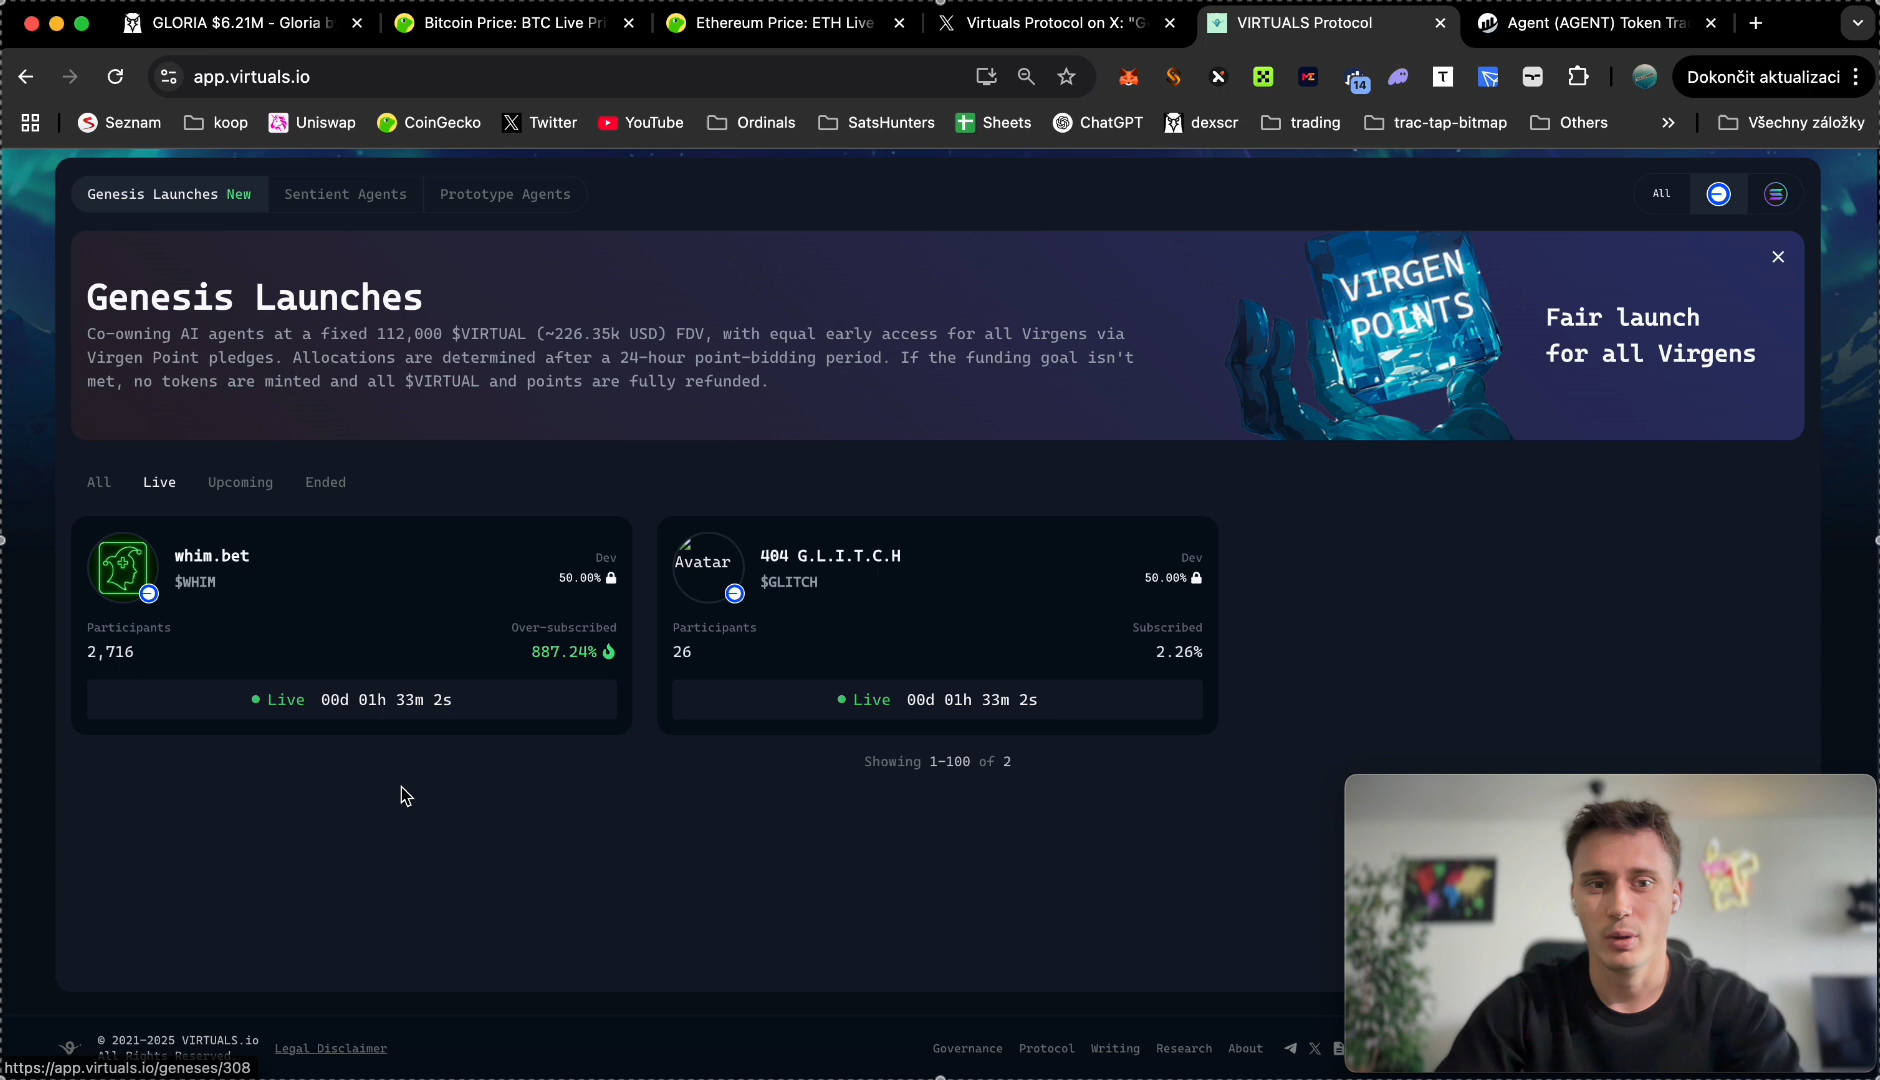 GLORIA $6.21M - Gloria b
Bitcoin Price: BTC Live Pri
Ethereum Price: ETH Live
Virtuals Protocol on X: "G
VIRTUALS Protocol
Agent (AGENT) Token Tra
app.virtuals.io
14
T
Dokončit aktualizaci
Seznam
koop
Uniswap
CoinGecko
Twitter
YouTube
Ordinals
SatsHunters
Sheets
ChatGPT
dexscr
trading
trac-tap-bitmap
Others
Všechny záložky
Genesis Launches New
Sentient Agents
Prototype Agents
All
Genesis Launches
Co-owning AI agents at a fixed 112,000 $VIRTUAL (~226.35k USD) FDV, with equal early access for all Virgens via
Virgen Point pledges. Allocations are determined after a 24-hour point-bidding period. If the funding goal isn't
met, no tokens are minted and all $VIRTUAL and points are fully refunded.
VIRGEN
POINTS
Fair launch
for all Virgens
All
Live
Upcoming
Ended
whim.bet
$WHIM
Dev
50.00%
Participants
2,716
Over-subscribed
887.24%
Live 00d 01h 33m 2s
Avatar
404 G.L.I.T.C.H
$GLITCH
Dev
50.00%
Participants
26
Subscribed
2.26%
Live 00d 01h 33m 2s
Showing 1-100 of 2
© 2021-2025 VIRTUALS.io
All Rights Reserved.
Legal Disclaimer
Governance
Protocol
Writing
Research
About
https://app.virtuals.io/geneses/308